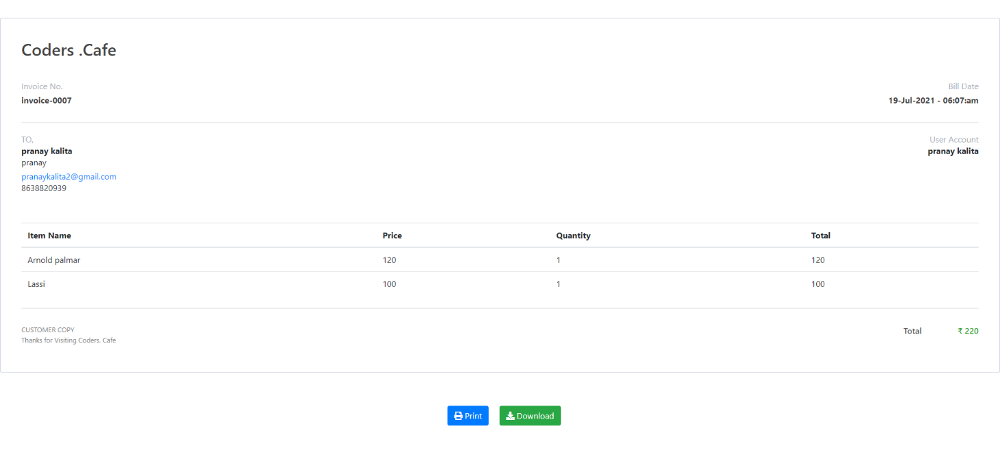 Coders .Cafe
Invoice No. Bill Date
invoice-0007 19-Jul-2021 - 06:07:am
TO, User Account
pranay kalita pranay kalita
pranay
pranaykalita2@gmail.com
8638820939
Item Name Price Quantity Total
Arnold palmar 120 1 120
Lassi 100 1 100
CUSTOMER COPY Total ₹ 220
Thanks for Visiting Coders. Cafe
Print Download